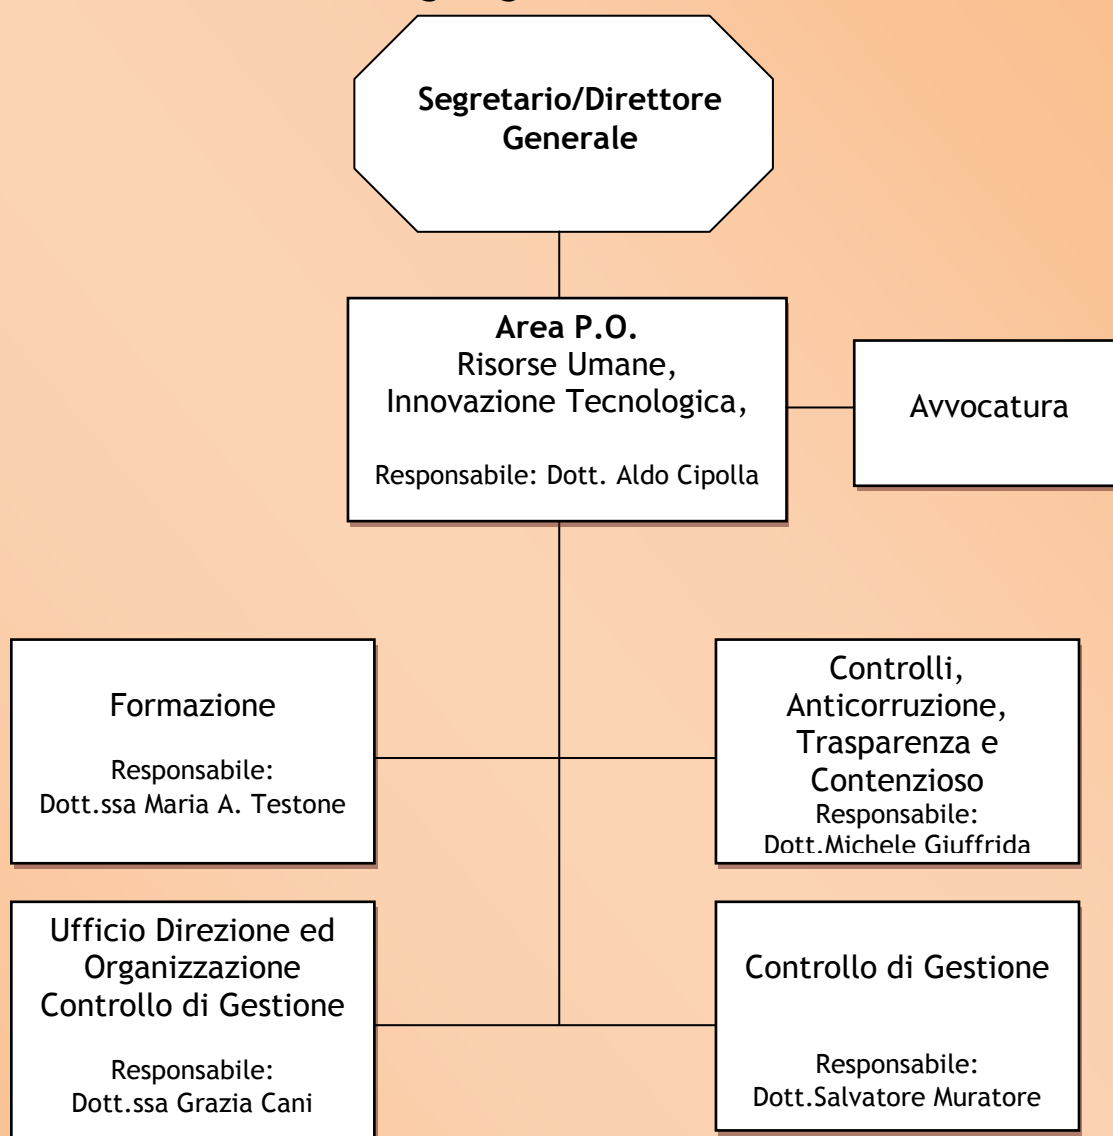 Segretario/Direttore
Generale
Area P.O.
Risorse Umane,
Innovazione Tecnologica,
Responsabile: Dott. Aldo Cipolla
Avvocatura
Formazione
Responsabile:
Dott.ssa Maria A. Testone
Controlli,
Anticorruzione,
Trasparenza e
Contenzioso
Responsabile:
Dott.Michele Giuffrida
Ufficio Direzione ed
Organizzazione
Controllo di Gestione
Responsabile:
Dott.ssa Grazia Cani
Controllo di Gestione
Responsabile:
Dott.Salvatore Muratore